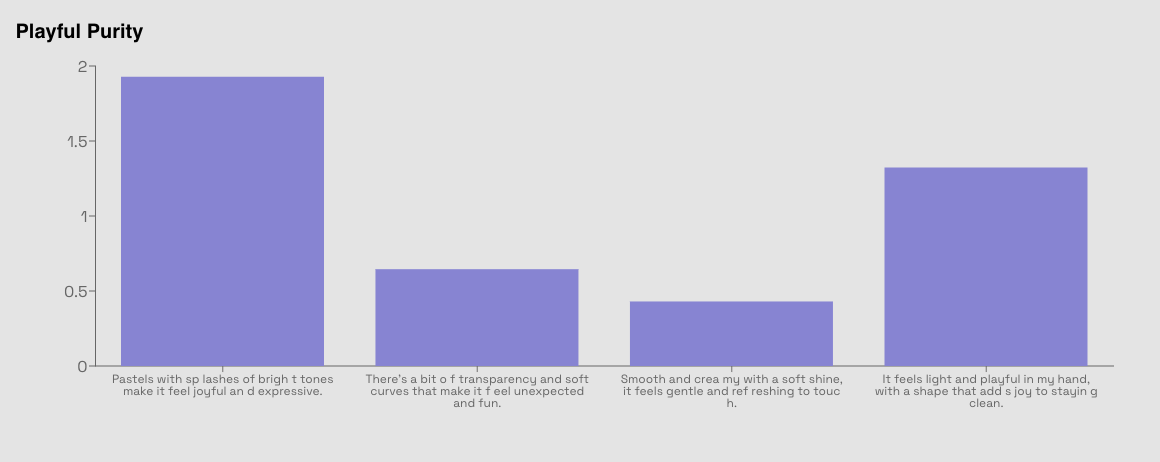 Playful Purity
2
1.5
1
0.5
0
Pastels with sp lashes of brigh t tones
make it feel joyful an d expressive.
There's a bit o f transparency and soft
curves that make it f eel unexpected
and fun.
Smooth and crea my with a soft shine,
it feels gentle and ref reshing to touc
h.
It feels light and playful in my hand,
with a shape that add s joy to stayin g
clean.